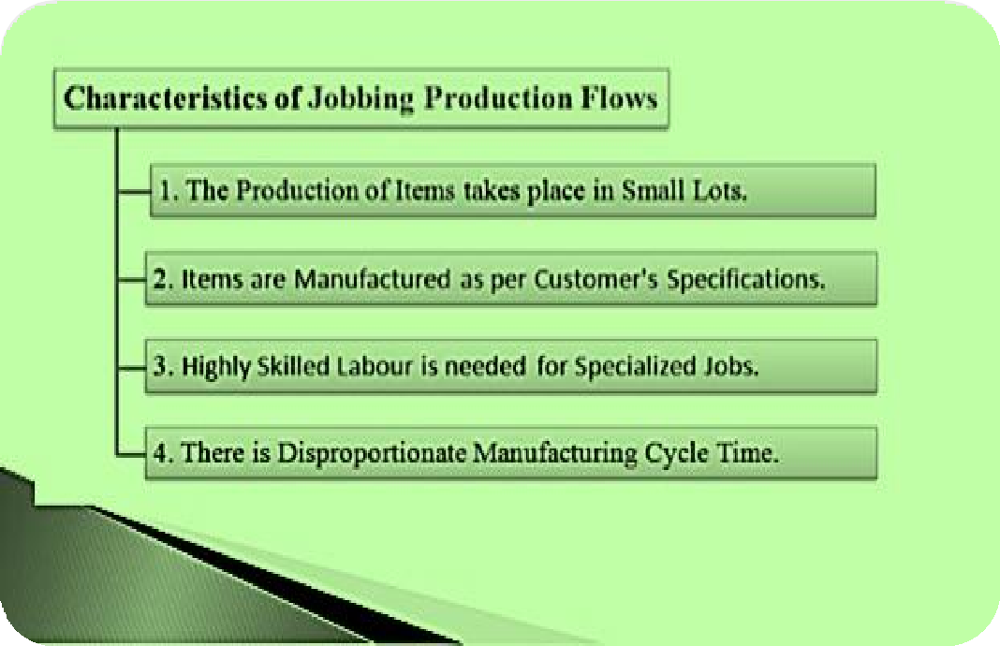 Characteristics of Jobbing Production Flows
1. The Production of Items takes place in Small Lots.
2. Items are Manufactured as per Customer's Specifications.
3. Highly Skilled Labour is needed for Specialized Jobs.
4. There is Disproportionate Manufacturing Cycle Time.